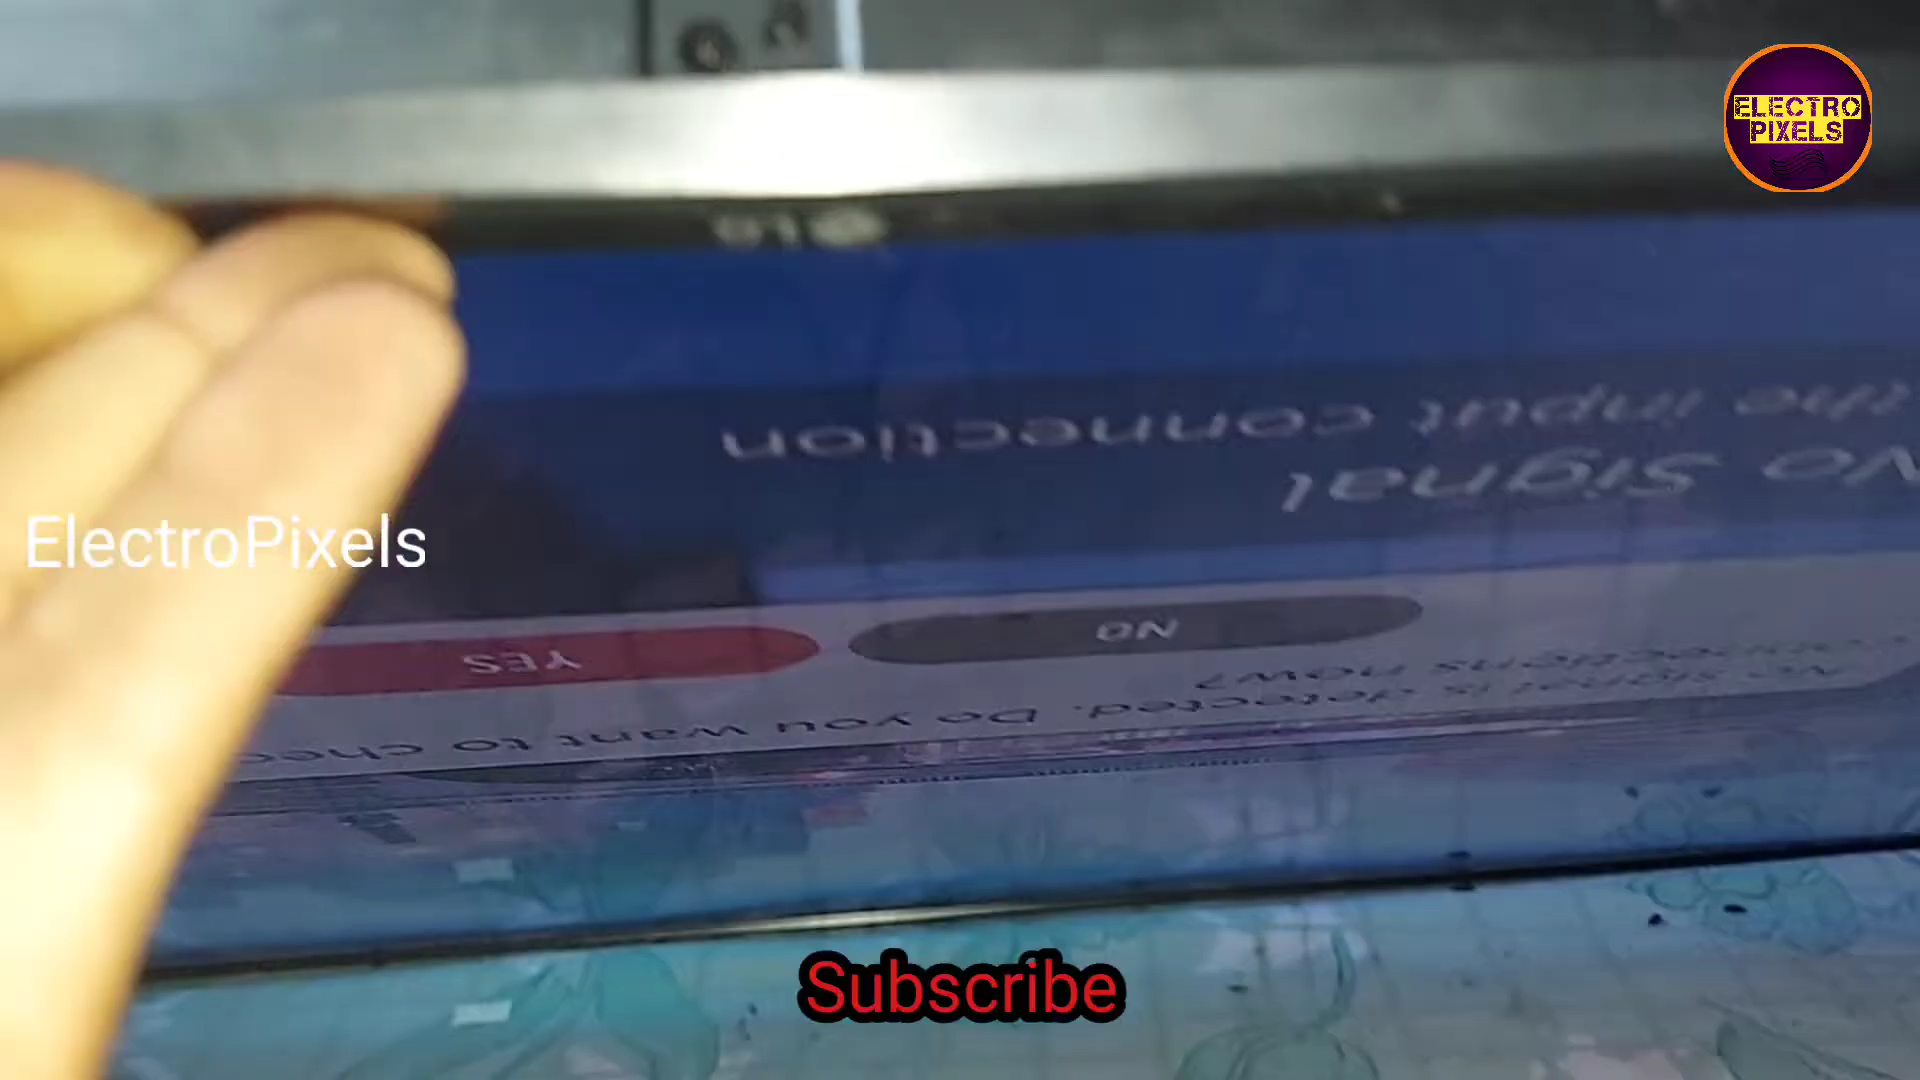 ELECTRO
PIXELS
LG
the input connection
No Signal
ElectroPixels
NO
YES
now?
No signal is detected. Do you want to chec
Subscribe